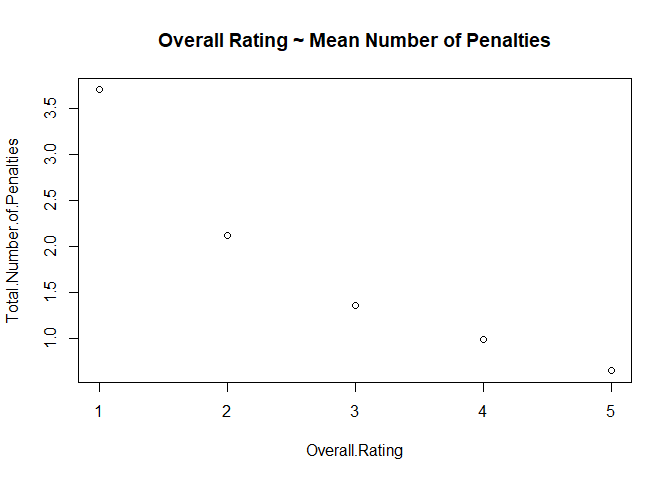 Overall Rating ~ Mean Number of Penalties
Total.Number.of.Penalties
3.5
3.0
2.5
2.0
1.5
1.0
1 2 3 4 5
Overall.Rating